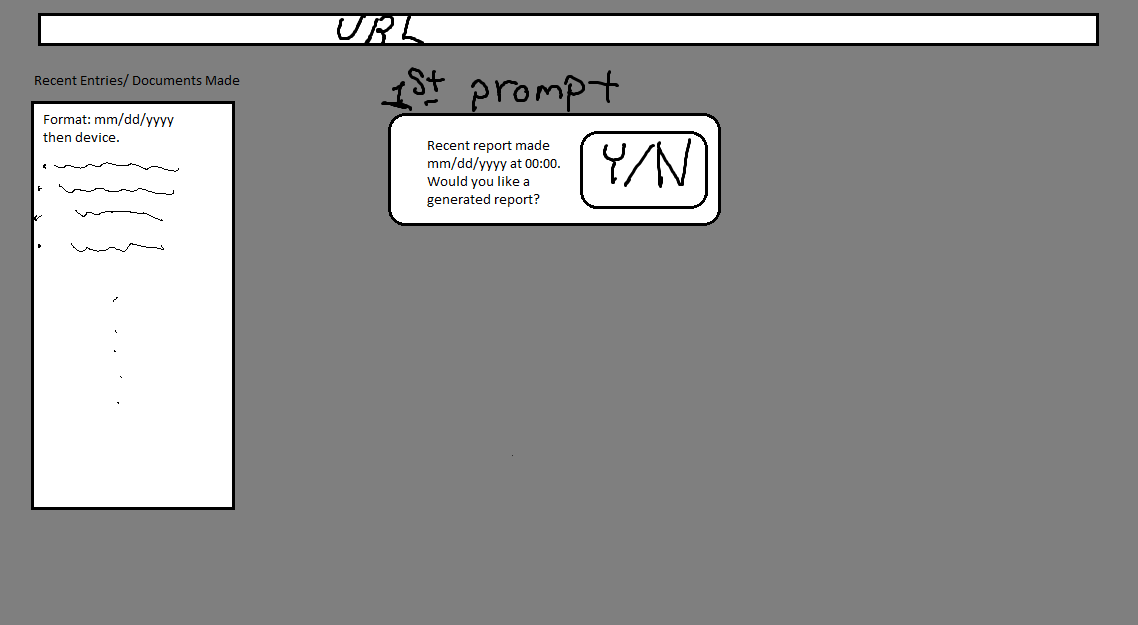 URL
Recent Entries/ Documents Made
Format: mm/dd/yyyy
then device.
1st prompt
Recent report made
mm/dd/yyyy at 00:00.
Would you like a
generated report?
Y/N